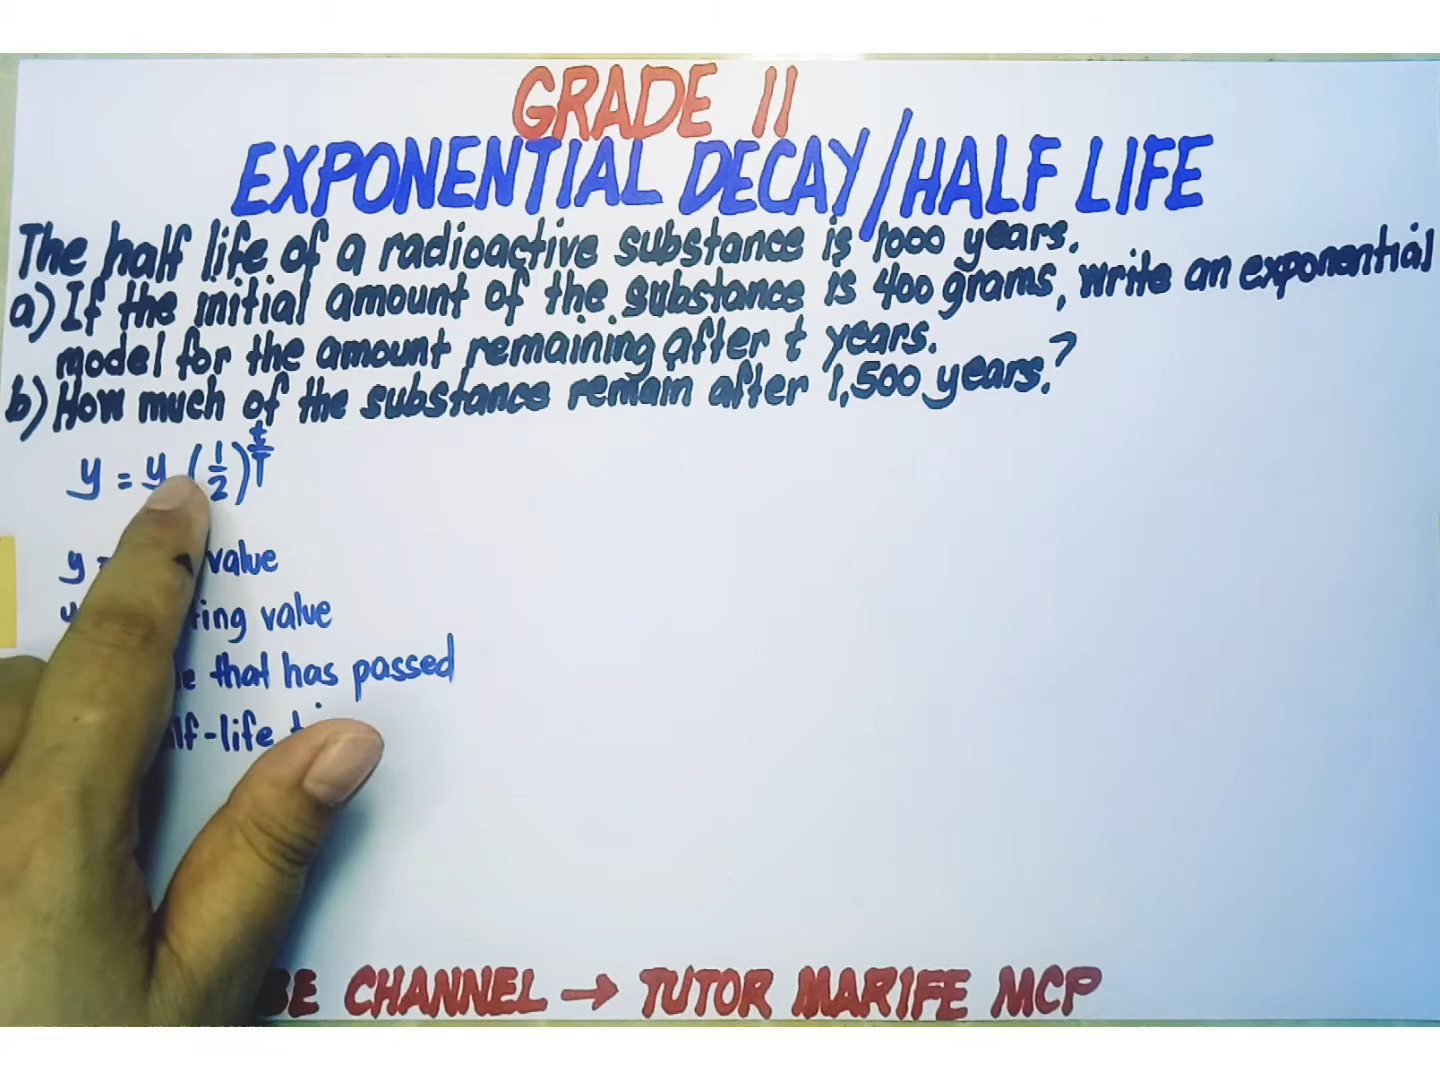 GRADE 11
EXPONENTIAL DECAY/HALF LIFE
The half life of a radioactive substance is 1000 years.
a) If the initial amount of the substance is 400 grams, write an exponential
model for the amount remaining after t years.
b) How much of the substance remain after 1,500 years.?
y = y (1/2)^t/T
y = value
ting value
that has passed
lf-life
BE CHANNEL → TUTOR MARIFE MCP